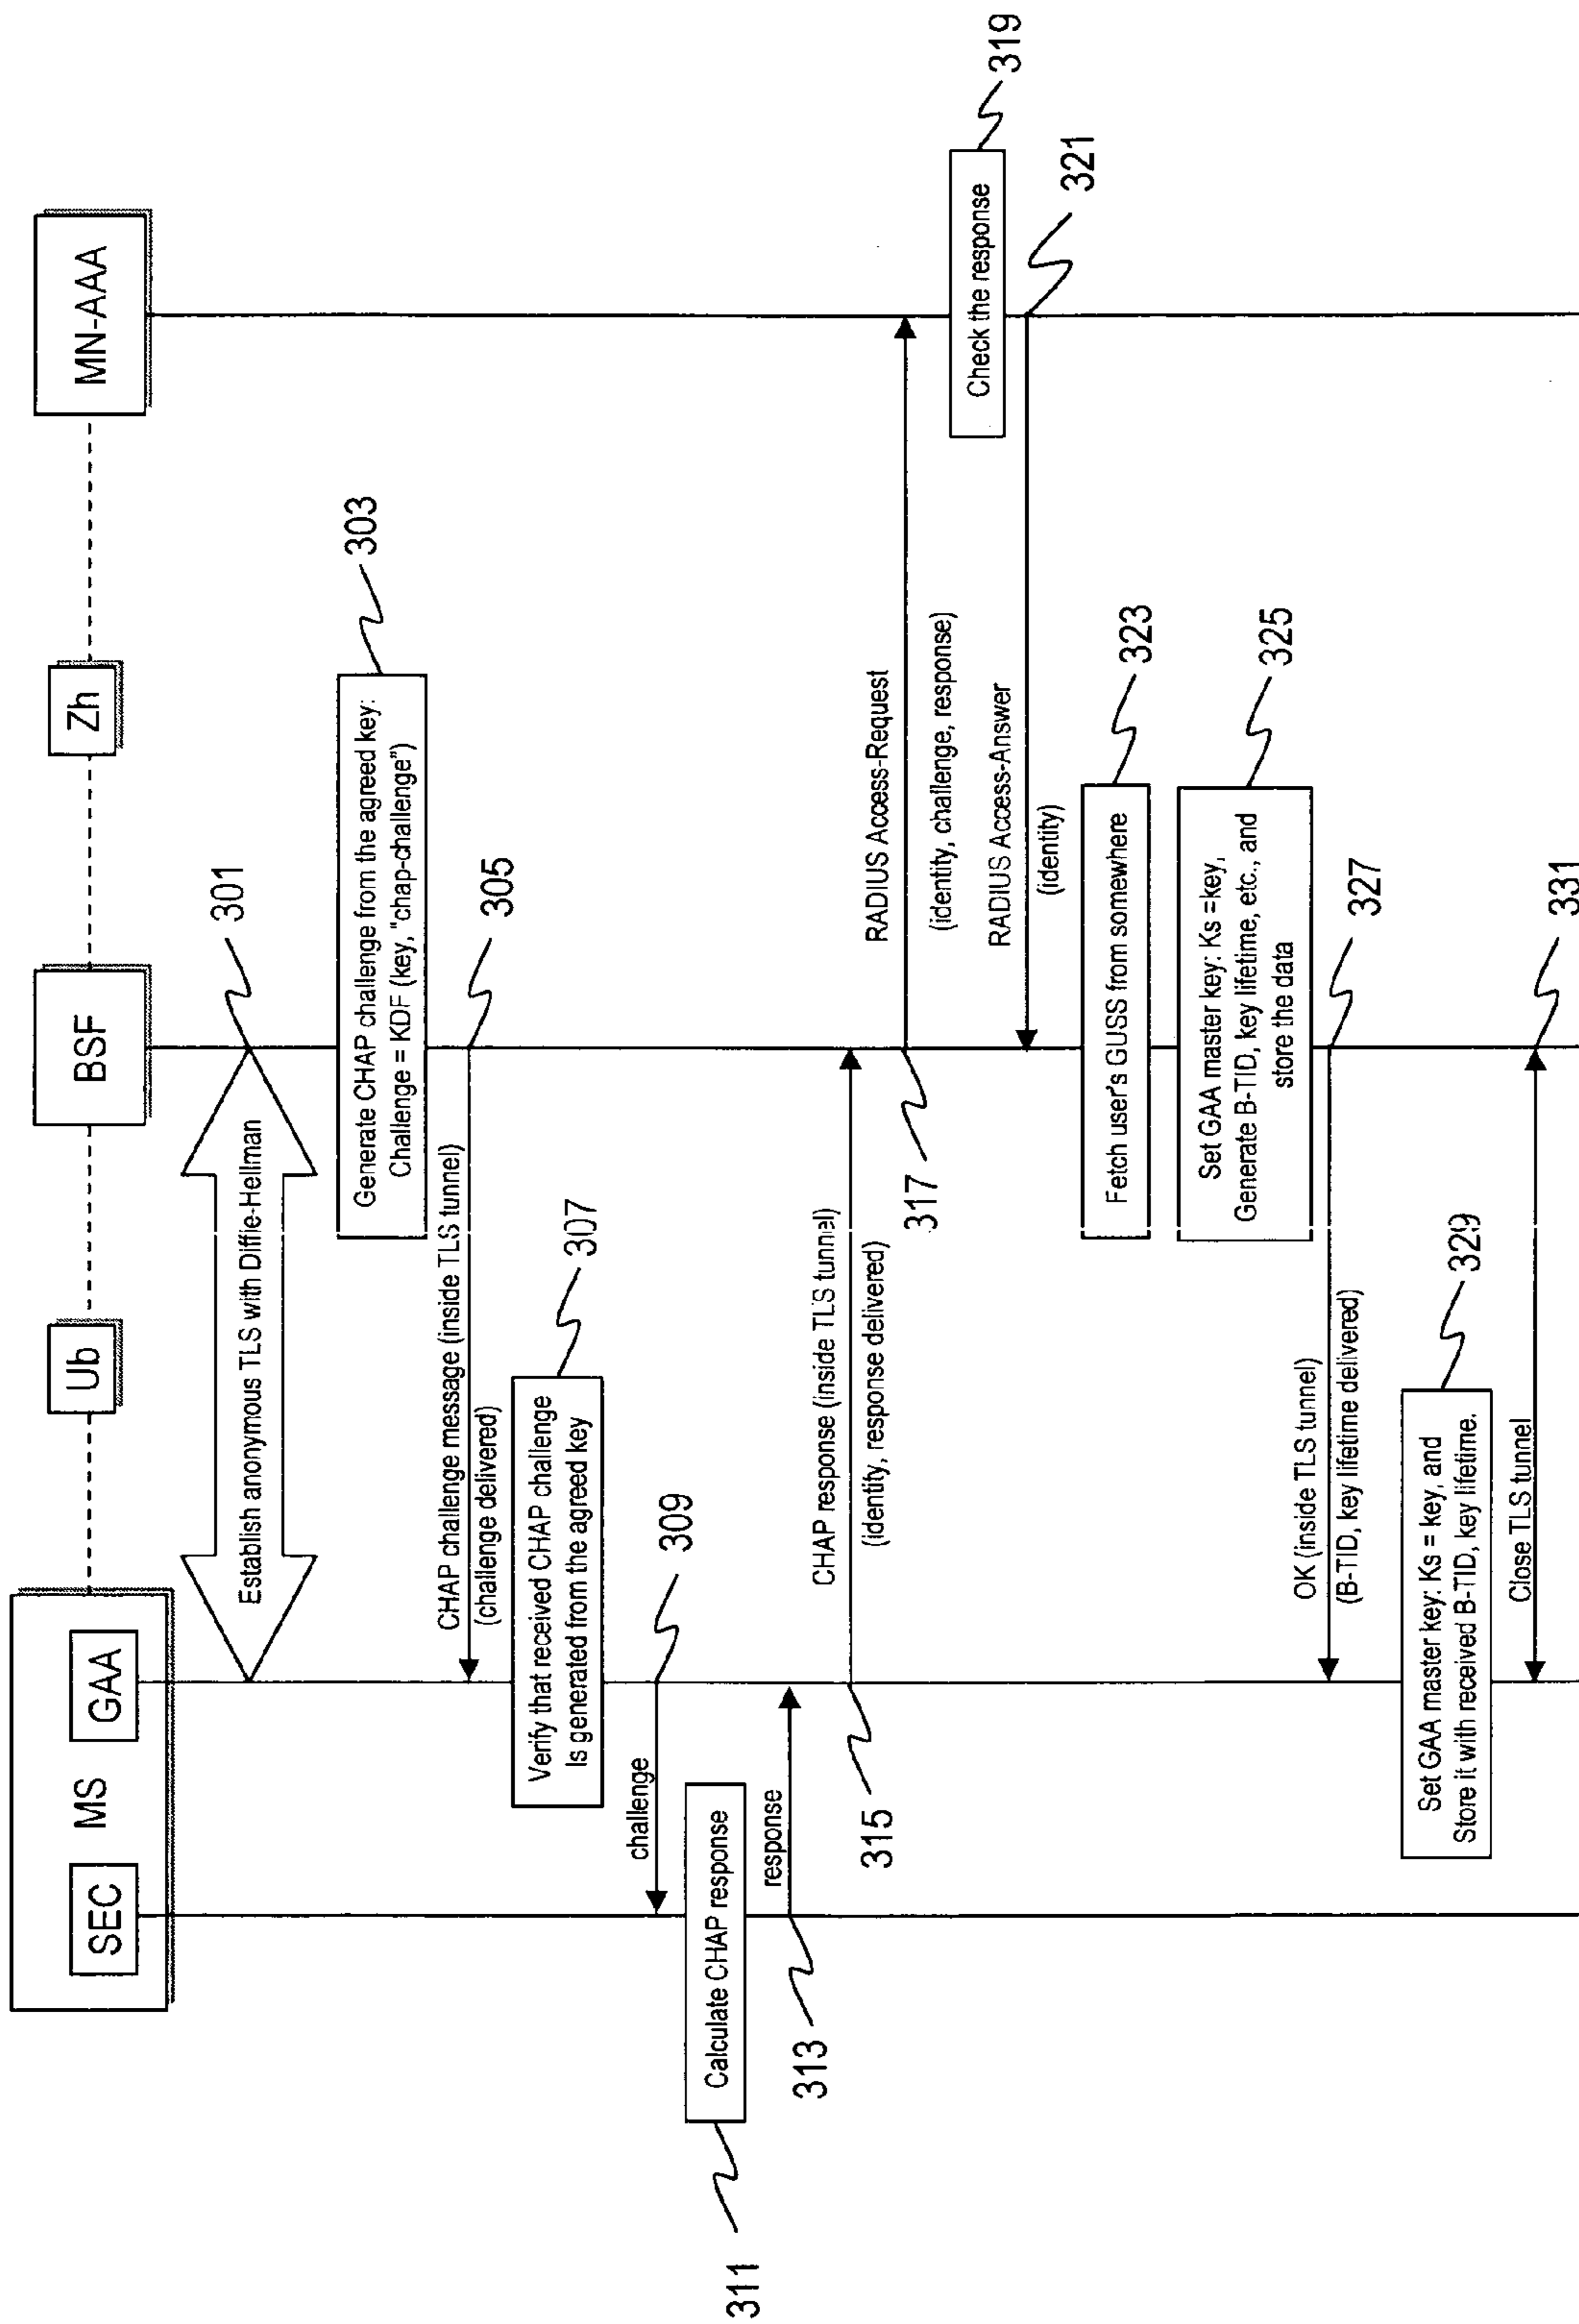 SEC
MS
GAA
Ub
BSF
Zh
MN-AAA
301
Establish anonymous TLS with Diffie-Hellman
303
Generate CHAP challenge from the agreed key:
Challenge = KDF (key, "chap-challenge")
305
CHAP challenge message (inside TLS tunnel)
(challenge delivered)
307
Verify that received CHAP challenge
Is generated from the agreed key
309
challenge
311
Calculate CHAP response
313
response
315
CHAP response (inside TLS tunnel)
(identity, response delivered)
317
RADIUS Access-Request
(identity, challenge, response)
319
Check the response
321
RADIUS Access-Answer
(identity)
323
Fetch user's GUSS from somewhere
325
Set GAA master key: Ks =key,
Generate B-TID, key lifetime, etc., and
store the data
327
OK (inside TLS tunnel)
(B-TID, key lifetime delivered)
329
Set GAA master key: Ks = key, and
Store it with received B-TID, key lifetime.
331
Close TLS tunnel